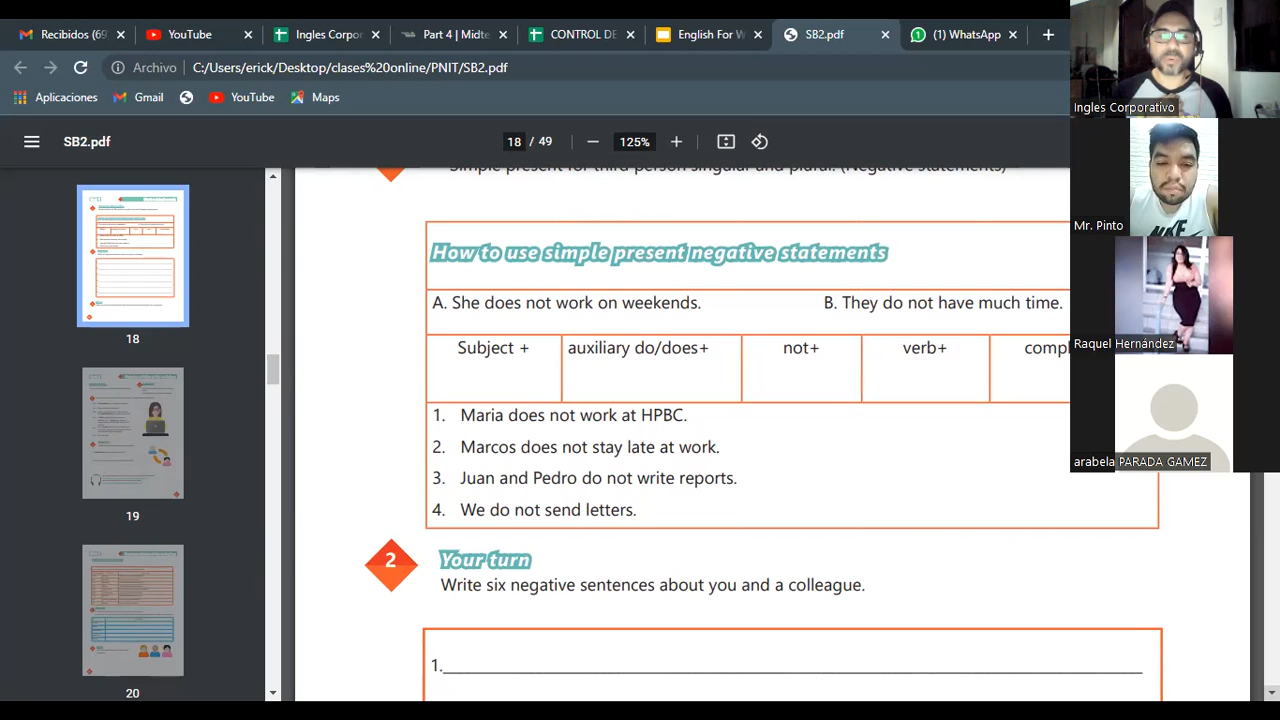 Recibidos (69
YouTube
Ingles Corpor
Part 4 | Midte
CONTROL DE
English For W
SB2.pdf
(1) WhatsApp
Archivo
C:/Users/erick/Desktop/clases%20online/PNIT/SB2.pdf
Aplicaciones
Gmail
YouTube
Maps
Ingles Corporativo
SB2.pdf
18 / 49
125%
Mr. Pinto
How to use simple present negative statements
A. She does not work on weekends.
B. They do not have much time.
Subject +
auxiliary do/does+
not+
verb+
compl
Raquel Hernández
1. Maria does not work at HPBC.
2. Marcos does not stay late at work.
3. Juan and Pedro do not write reports.
4. We do not send letters.
arabela PARADA GAMEZ
2
Your turn
Write six negative sentences about you and a colleague.
1.
18
19
20